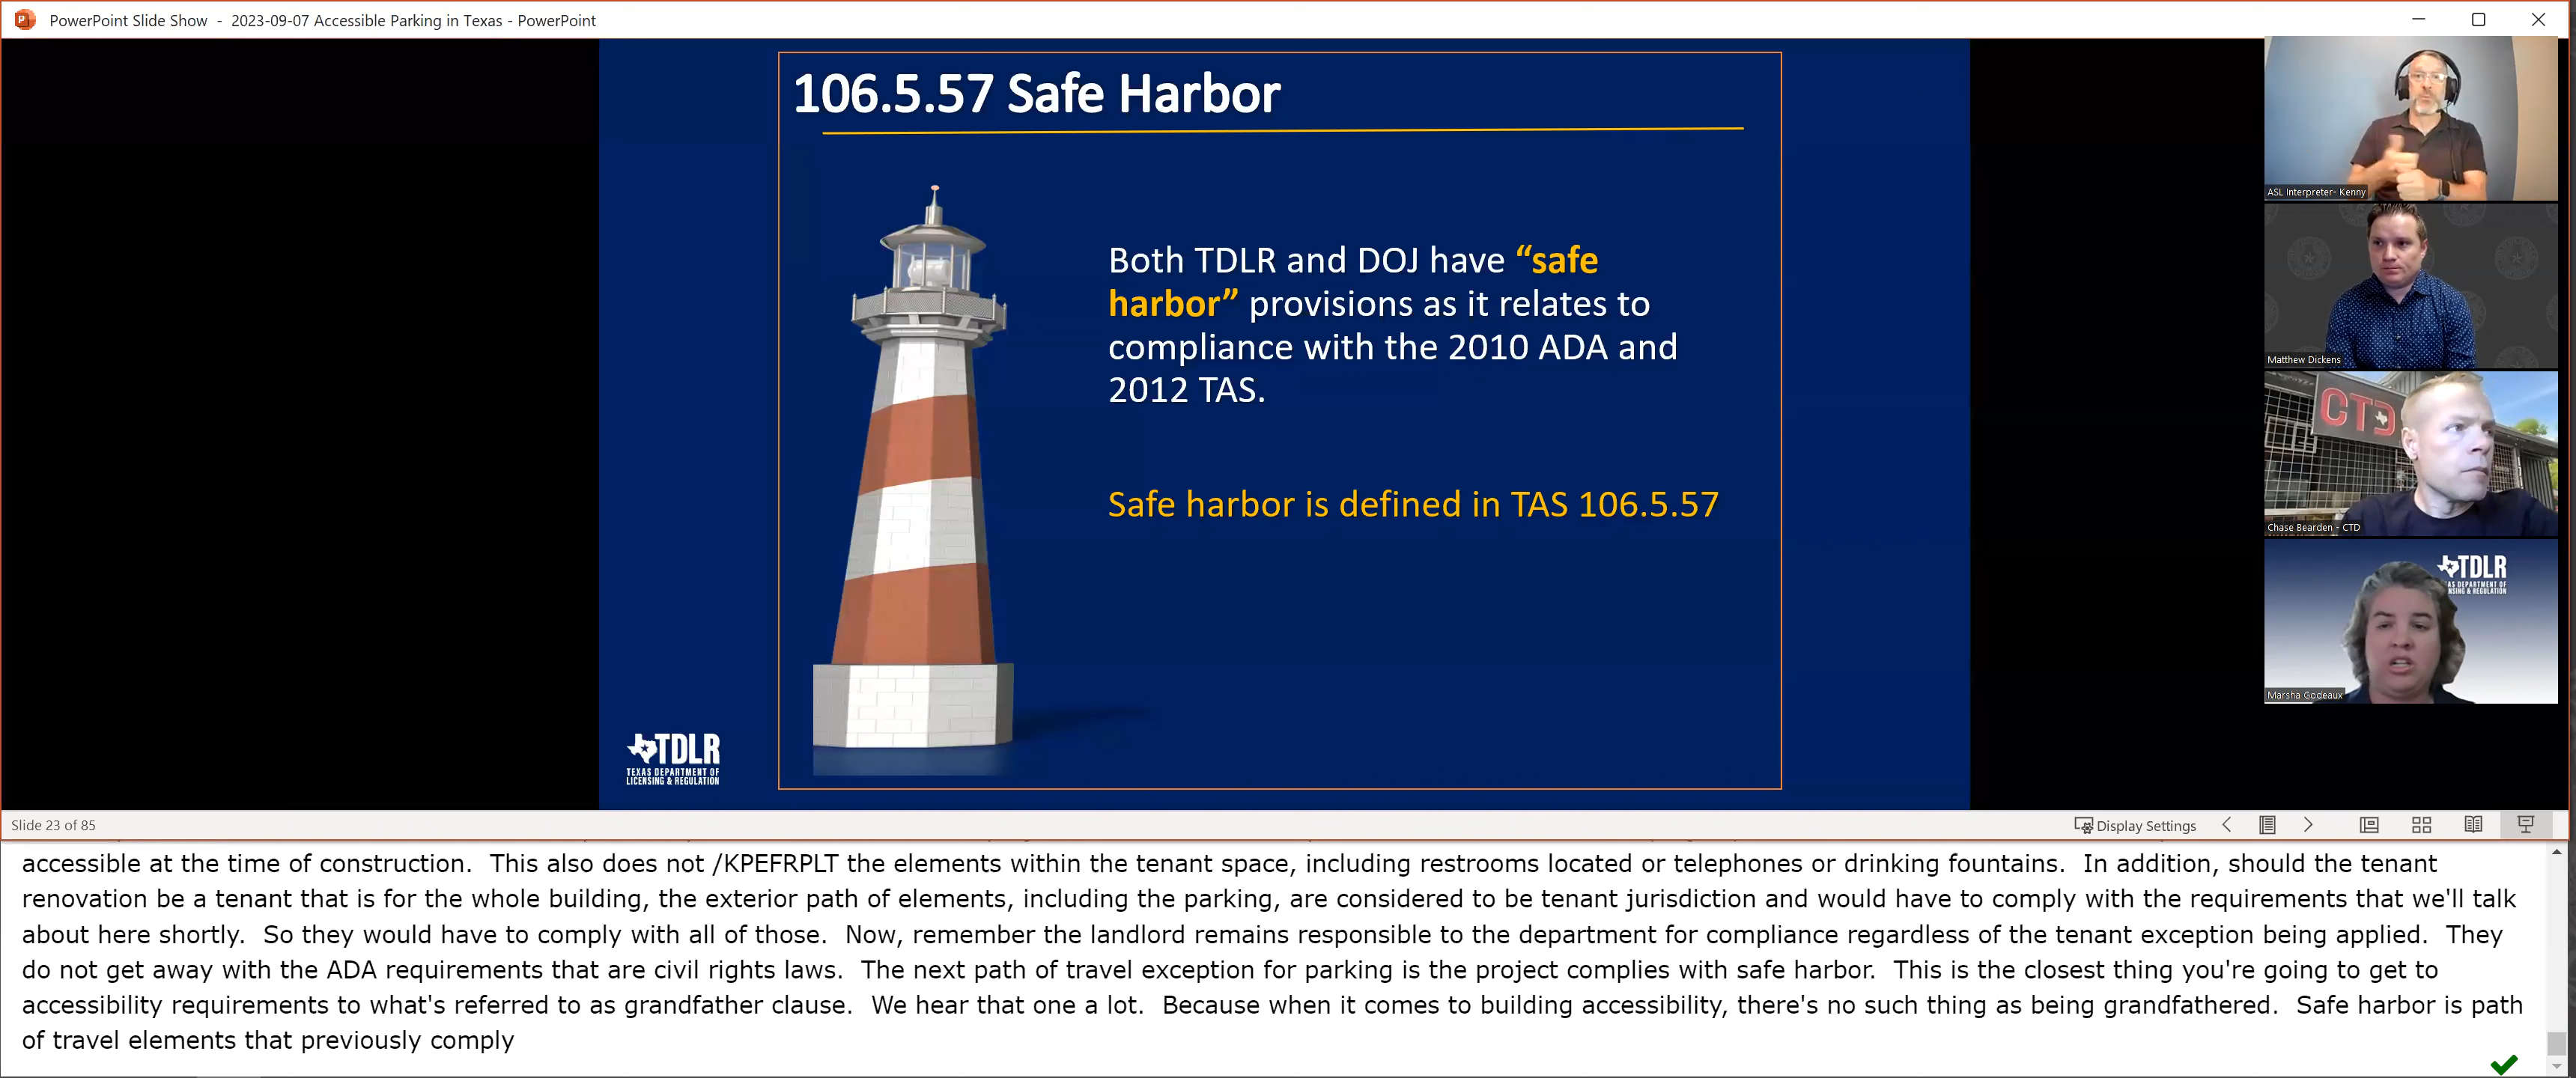 PowerPoint Slide Show - 2023-09-07 Accessible Parking in Texas - PowerPoint
106.5.57 Safe Harbor
Both TDLR and DOJ have “safe
harbor” provisions as it relates to
compliance with the 2010 ADA and
2012 TAS.
Safe harbor is defined in TAS 106.5.57
TDLR
TEXAS DEPARTMENT OF
LICENSING & REGULATION
ASL Interpreter- Kenny
Matthew Dickens
CTD
Chase Bearden - CTD
TDLR
AS DEPARTMENT OF
NSING & REGULATION
Marsha Godeaux
Slide 23 of 85
Display Settings
accessible at the time of construction. This also does not /KPEFRPLT the elements within the tenant space, including restrooms located or telephones or drinking fountains. In addition, should the tenant
renovation be a tenant that is for the whole building, the exterior path of elements, including the parking, are considered to be tenant jurisdiction and would have to comply with the requirements that we'll talk
about here shortly. So they would have to comply with all of those. Now, remember the landlord remains responsible to the department for compliance regardless of the tenant exception being applied. They
do not get away with the ADA requirements that are civil rights laws. The next path of travel exception for parking is the project complies with safe harbor. This is the closest thing you're going to get to
accessibility requirements to what's referred to as grandfather clause. We hear that one a lot. Because when it comes to building accessibility, there's no such thing as being grandfathered. Safe harbor is path
of travel elements that previously comply